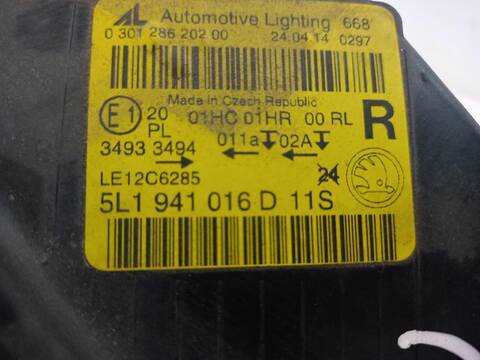 AL Automotive Lighting 668
0 301 286 202 00 24.04.14 0297
Made in Czech Republic
E1 20 01HC 01HR 00 RL R
PL 011a 02A
3493 3494
LE12C6285 24
5L1 941 016 D 11S